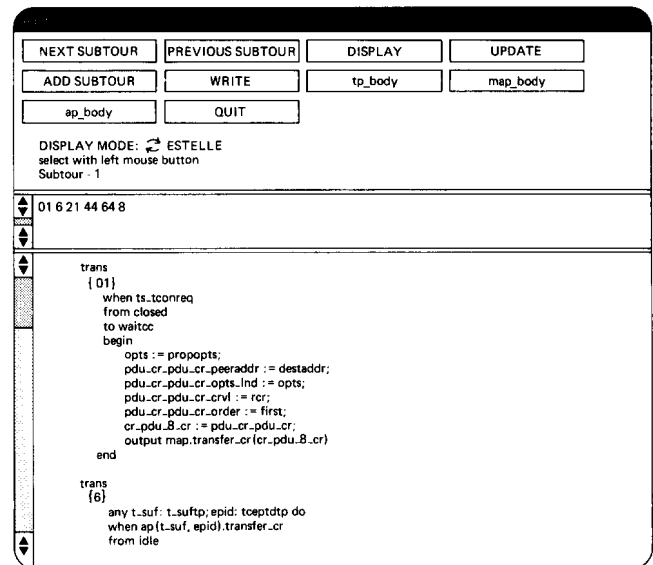 NEXT SUBTOUR PREVIOUS SUBTOUR DISPLAY UPDATE
ADD SUBTOUR WRITE tp_body map_body
ap_body QUIT
DISPLAY MODE: ESTELLE
select with left mouse button
Subtour - 1
01 6 21 44 64 8
trans
{ 01}
when ts_tconreq
from closed
to waitcc
begin
opts := propopts;
pdu_cr_pdu_cr_peeraddr := destaddr;
pdu_cr_pdu_cr_opts_ind := opts;
pdu_cr_pdu_cr_crvl := rcr;
pdu_cr_pdu_cr_order := first;
cr_pdu_8_cr := pdu_cr_pdu_cr;
output map.transfer_cr(cr_pdu_8_cr)
end
trans
{6}
any t_suf: t_suftp; epid: tceptdtp do
when ap(t_suf, epid).transfer_cr
from idle